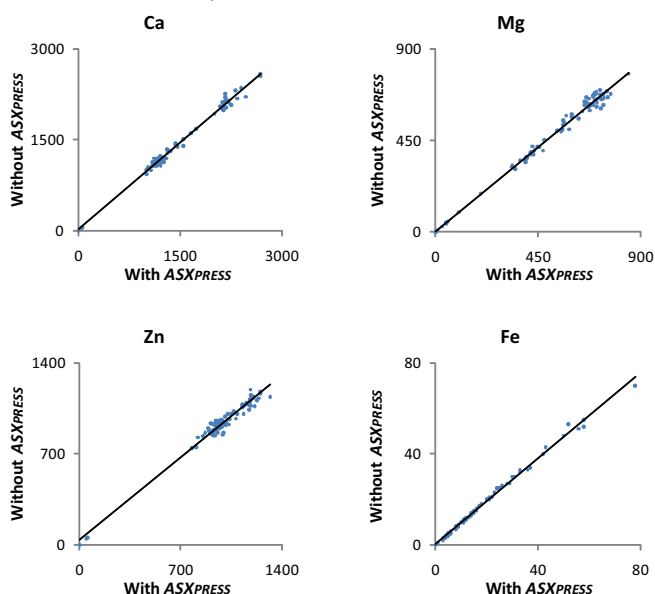 Ca
3000
1500
0
Without ASXPRESS
0 1500 3000
With ASXPRESS
Mg
900
450
0
Without ASXPRESS
0 450 900
With ASXPRESS
Zn
1400
700
0
Without ASXPRESS
0 700 1400
With ASXPRESS
Fe
80
40
0
Without ASXPRESS
0 40 80
With ASXPRESS